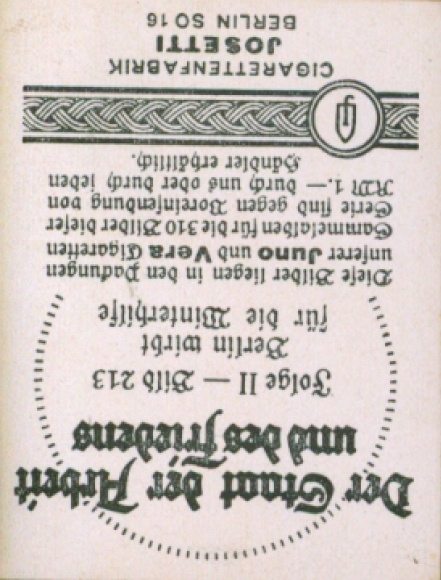 Der Staat der Arbeit
und des Friedens
Folge II — Bild 213
Berlin wirbt
für die Winterhilfe
Diese Bilder liegen in den Packungen
unserer Juno und Vera Cigaretten
Sammelalben für die 310 Bilder dieser
Serie sind gegen Voreinsendung von
RM 1.— durch uns oder durch jeden
Händler erhältlich.
CIGARETTENFABRIK
JOSETTI
BERLIN SO 16